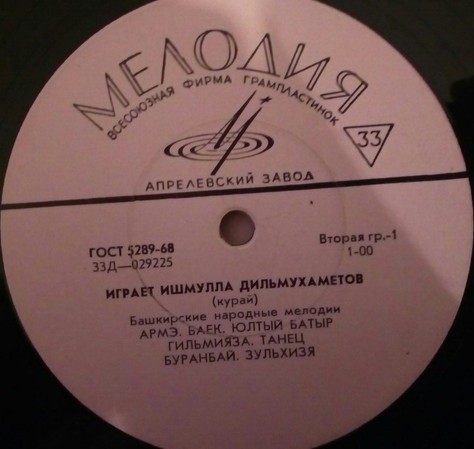 МЕЛОДИЯ
ВСЕСОЮЗНАЯ ФИРМА ГРАМПЛАСТИНОК
33
АПРЕЛЕВСКИЙ ЗАВОД
ГОСТ 5289-68
33Д—029225
Вторая гр.-1
1-00
ИГРАЕТ ИШМУЛЛА ДИЛЬМУХАМЕТОВ
(курай)
Башкирские народные мелодии
АРМЭ. БАЕК. ЮЛТЫЙ БАТЫР
ГИЛЬМИЯЗА. ТАНЕЦ
БУРАНБАЙ. ЗУЛЬХИЗЯ